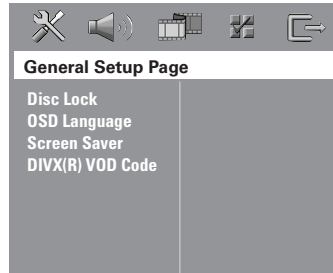 General Setup Page
Disc Lock
OSD Language
Screen Saver
DIVX(R) VOD Code